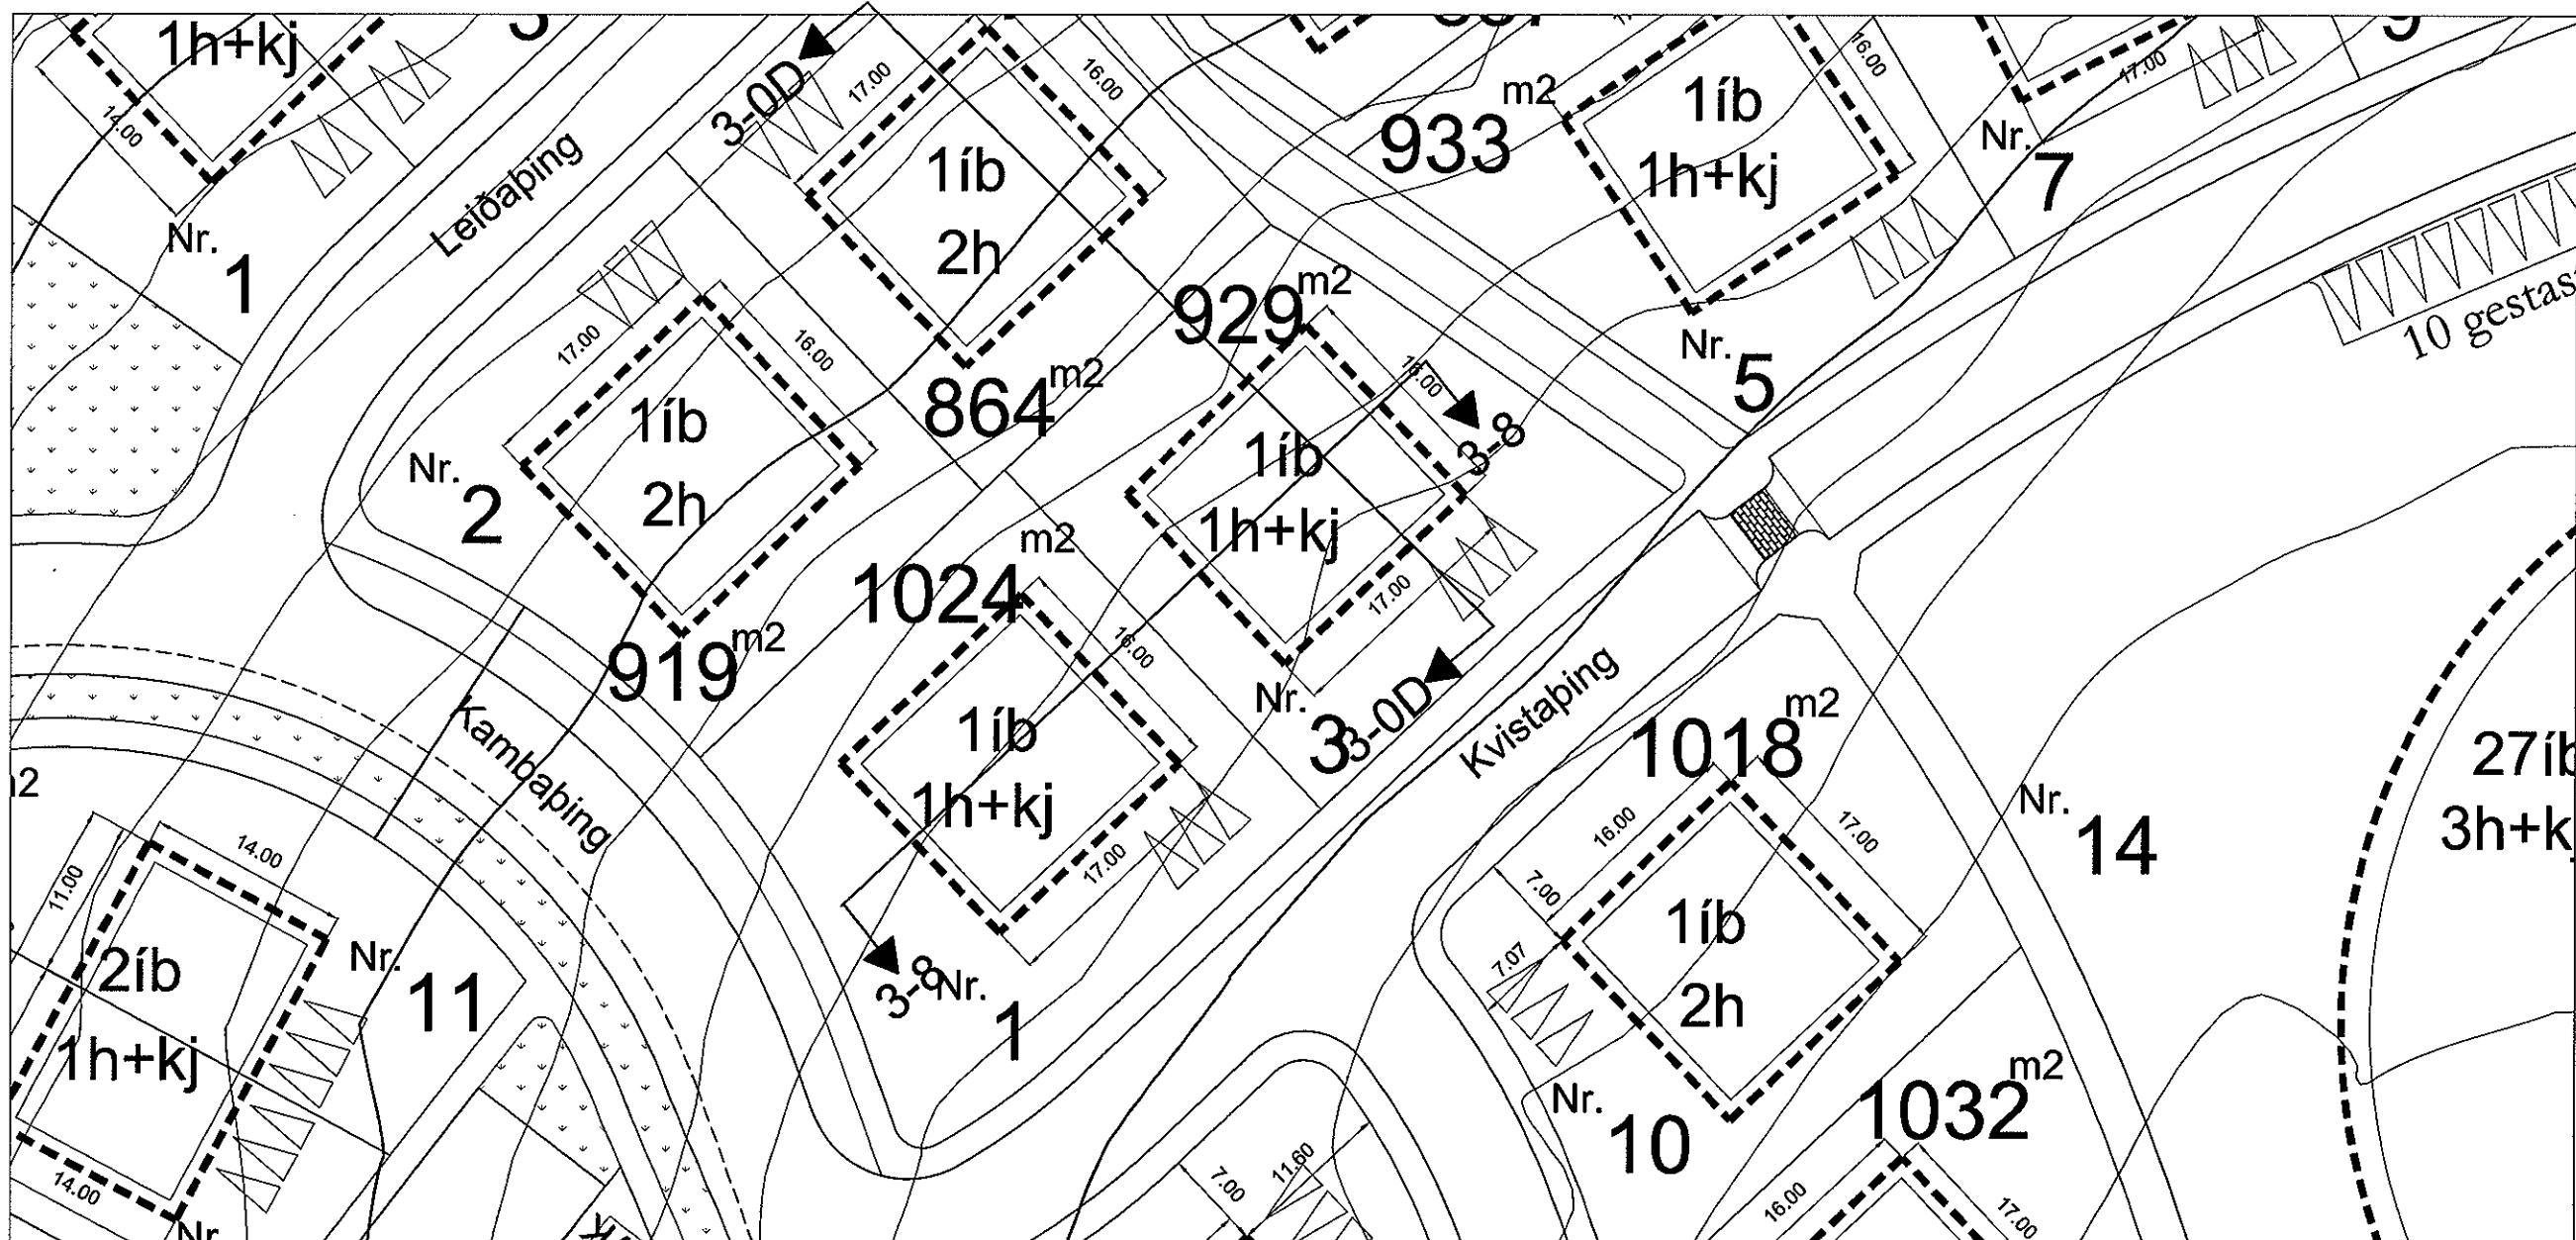 1h+kj
14.00
Nr.
1
Leiðaþing
3-0D
17.00
16.00
1íb
2h
933 m2
1íb
1h+kj
16.00
Nr.
7
17.00
10 gestas
Nr.
5
17.00
16.00
1íb
2h
Nr.
2
864 m2
929 m2
16.00
3-8
1íb
1h+kj
17.00
Nr.
3
3-0D
Kvistaþing
919 m2
1024 m2
16.00
1íb
1h+kj
17.00
3-8
Nr.
1
Kambaþing
14.00
11.00
2íb
1h+kj
Nr.
11
14.00
Nr.
1018 m2
16.00
17.00
7.00
7.07
1íb
2h
Nr.
10
Nr.
14
27íb
3h+k
1032 m2
16.00
17.00
7.00
11.60